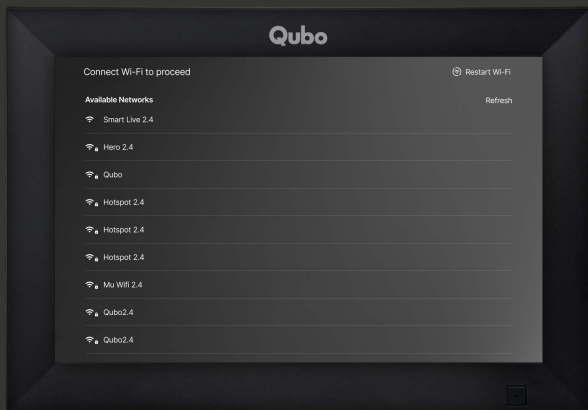 Qubo
Connect Wi-Fi to proceed
Restart Wi-Fi
Available Networks
Refresh
Smart Live 2.4
Hero 2.4
Qubo
Hotspot 2.4
Hotspot 2.4
Hotspot 2.4
Mu Wifi 2.4
Qubo2.4
Qubo2.4